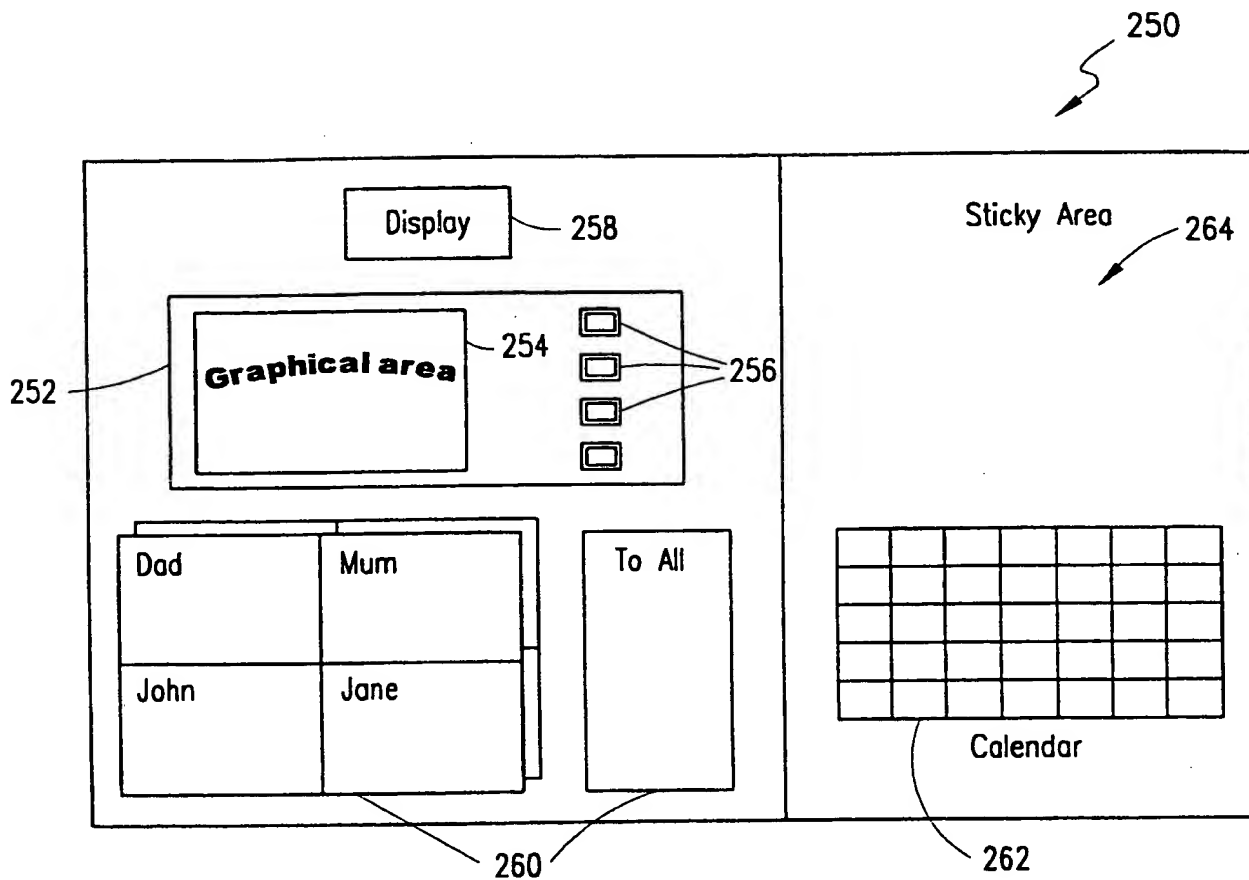 250
Display
258
Sticky Area
264
Graphical area
254
256
252
Dad
Mum
To All
John
Jane
Calendar
260
262